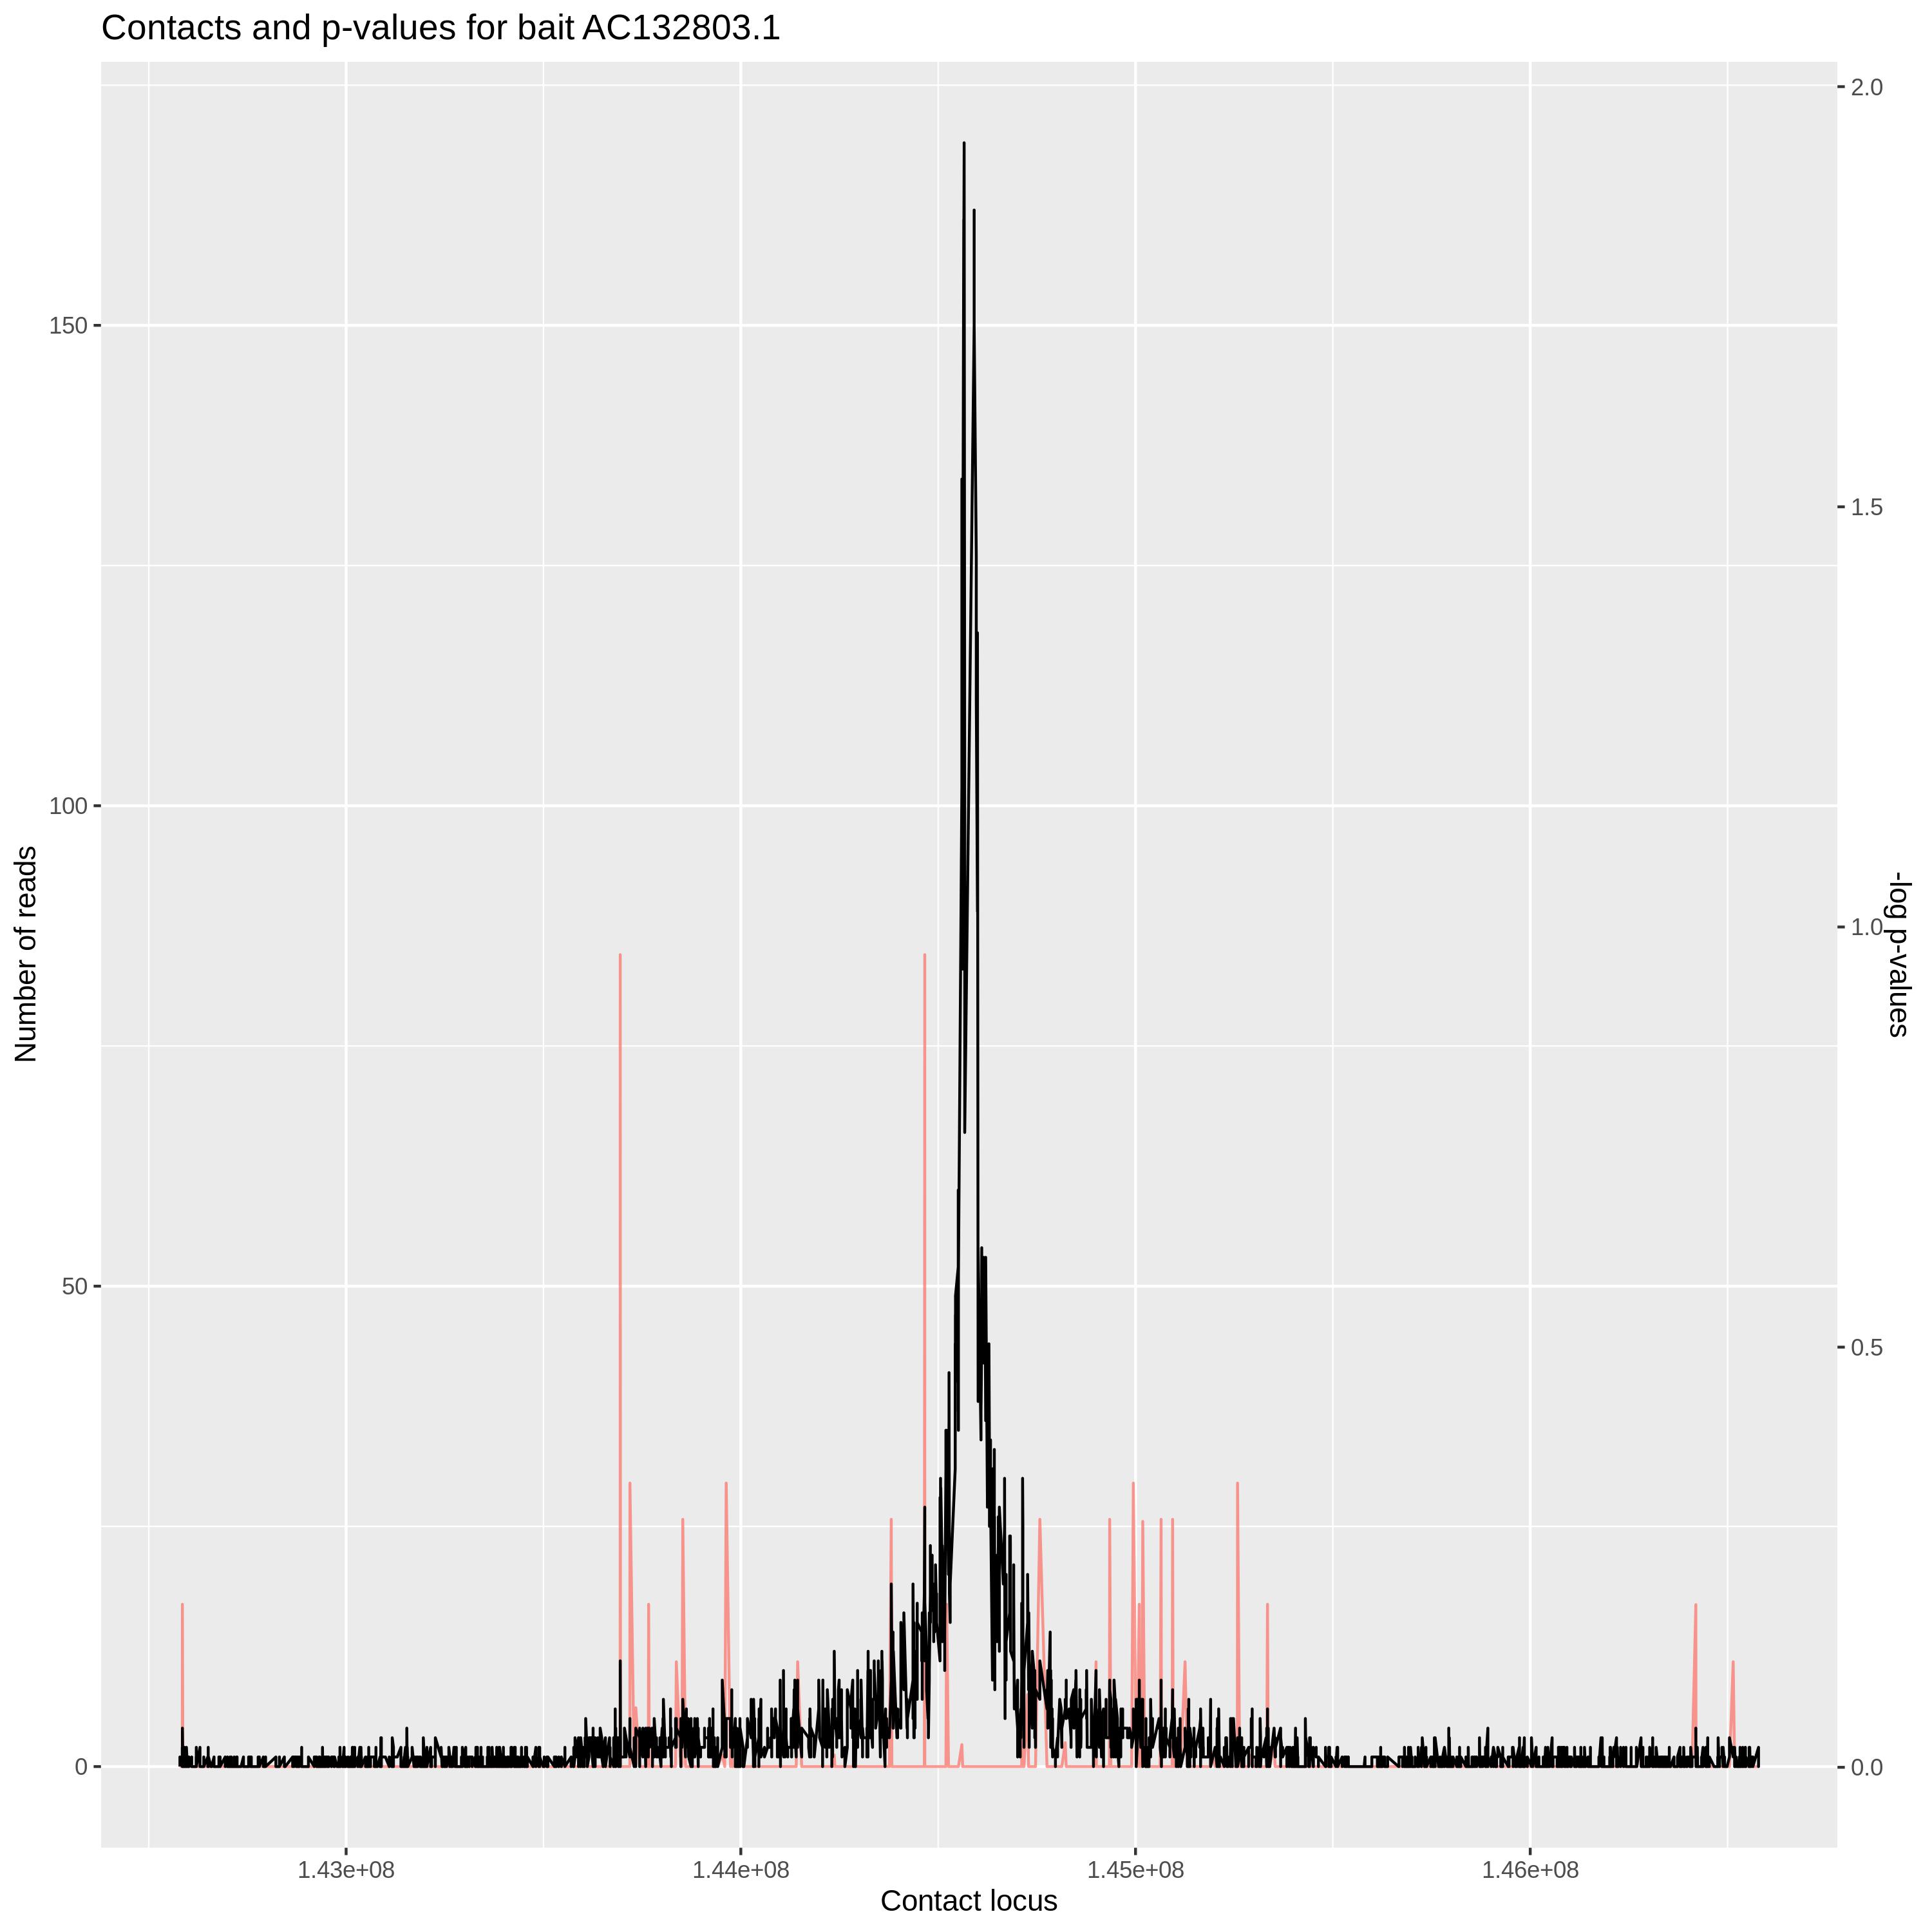 Contacts and p-values for bait AC132803.1
Number of reads
150
100
50
0
2.0
1.5
1.0
0.5
0.0
-log p-values
1.43e+08
1.44e+08
1.45e+08
1.46e+08
Contact locus